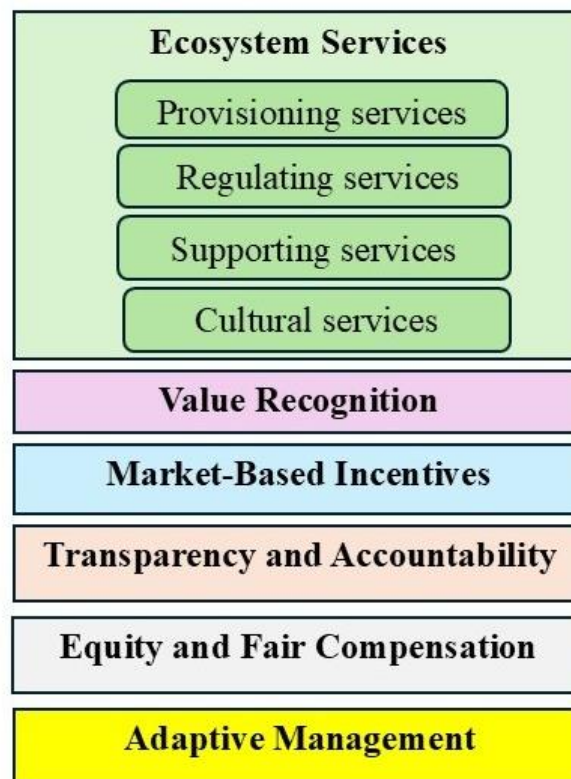 Ecosystem Services
Provisioning services
Regulating services
Supporting services
Cultural services
Value Recognition
Market-Based Incentives
Transparency and Accountability
Equity and Fair Compensation
Adaptive Management